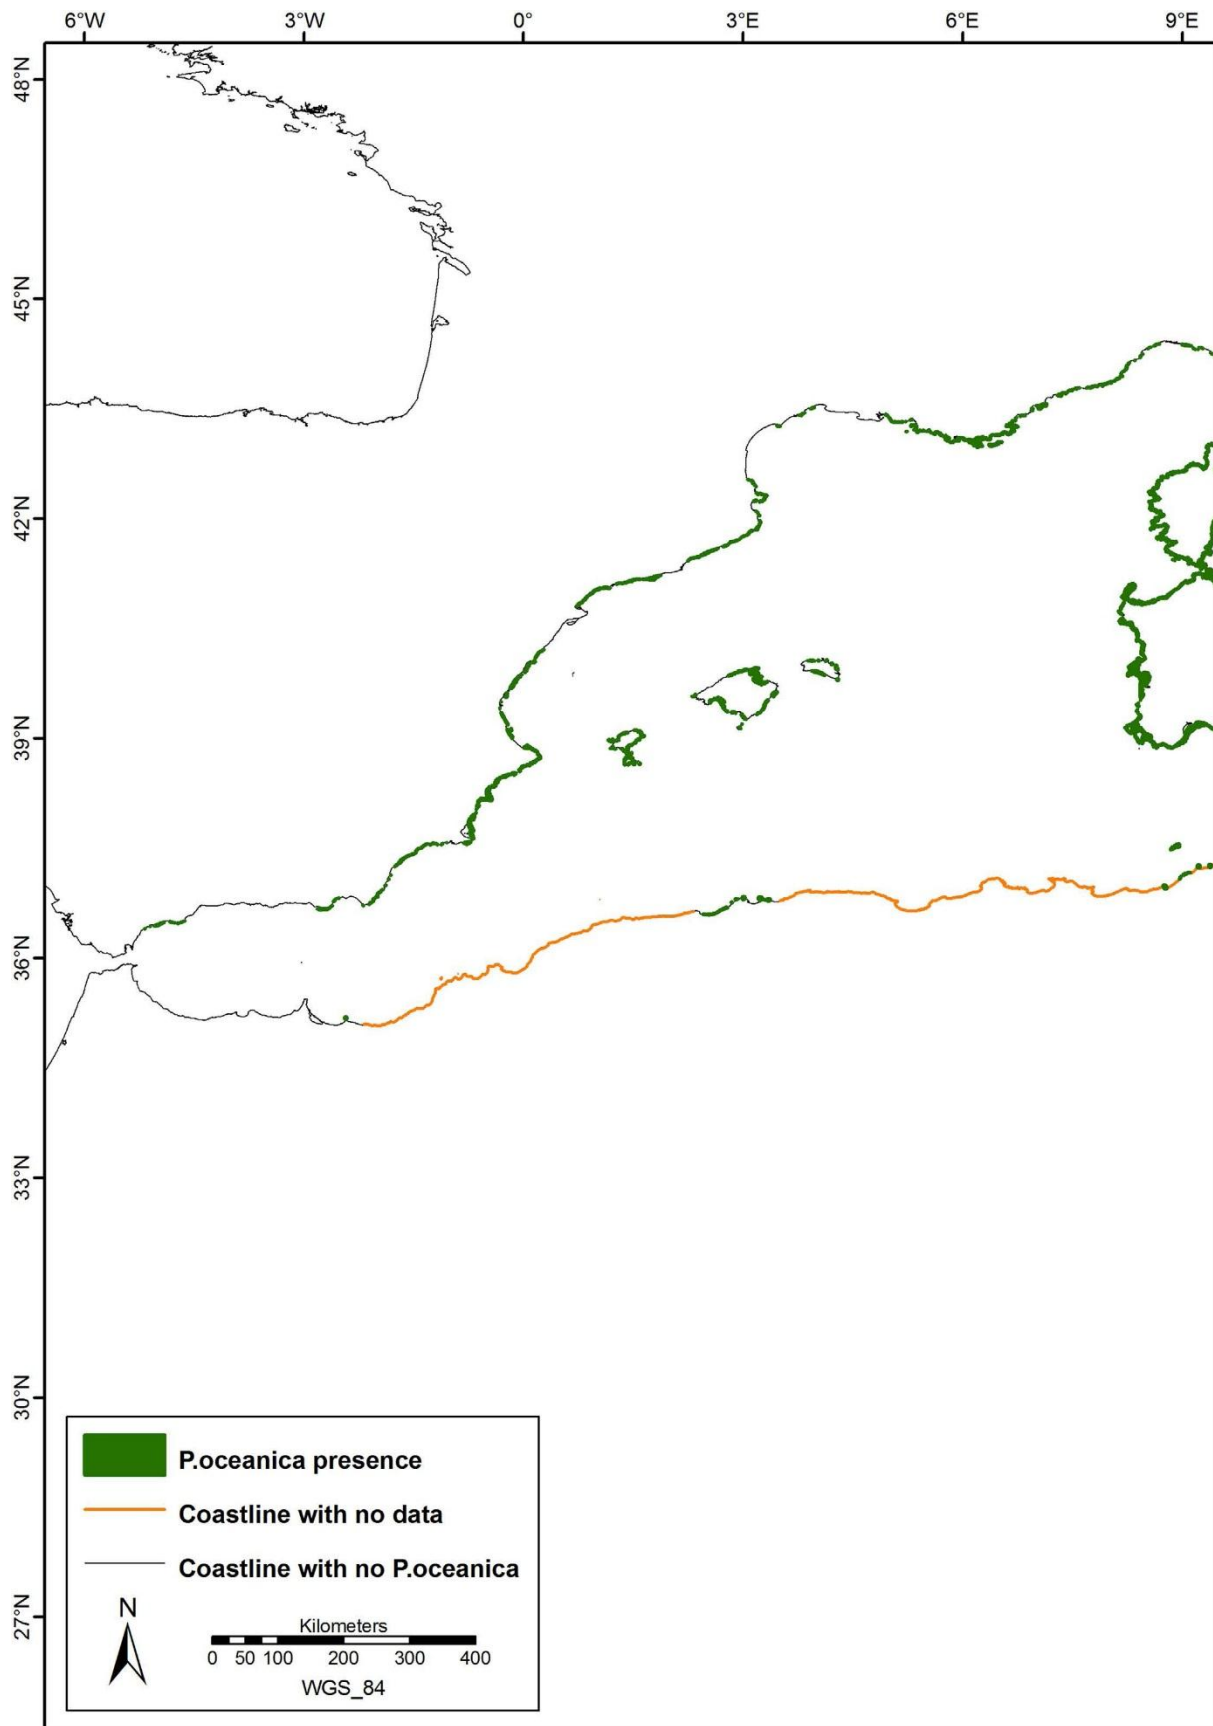 6°W 3°W 0° 3°E 6°E 9°E
48°N
45°N
42°N
39°N
36°N
33°N
30°N
27°N
P.oceanica presence
Coastline with no data
Coastline with no P.oceanica
N
Kilometers
0 50 100 200 300 400
WGS_84